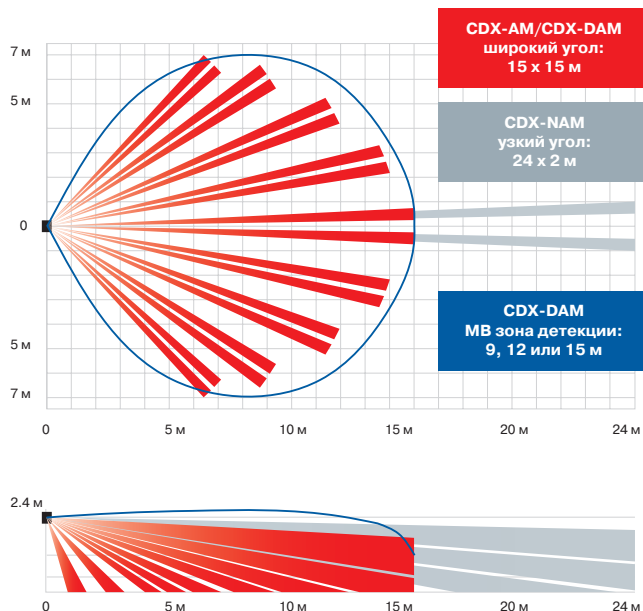 7 м
5 м
0
5 м
7 м
0
5 м
10 м
15 м
20 м
24 м
CDX-AM/CDX-DAM
широкий угол:
15 x 15 м
CDX-NAM
узкий угол:
24 x 2 м
CDX-DAM
МВ зона детекции:
9, 12 или 15 м
2.4 м
0
5 м
10 м
15 м
20 м
24 м